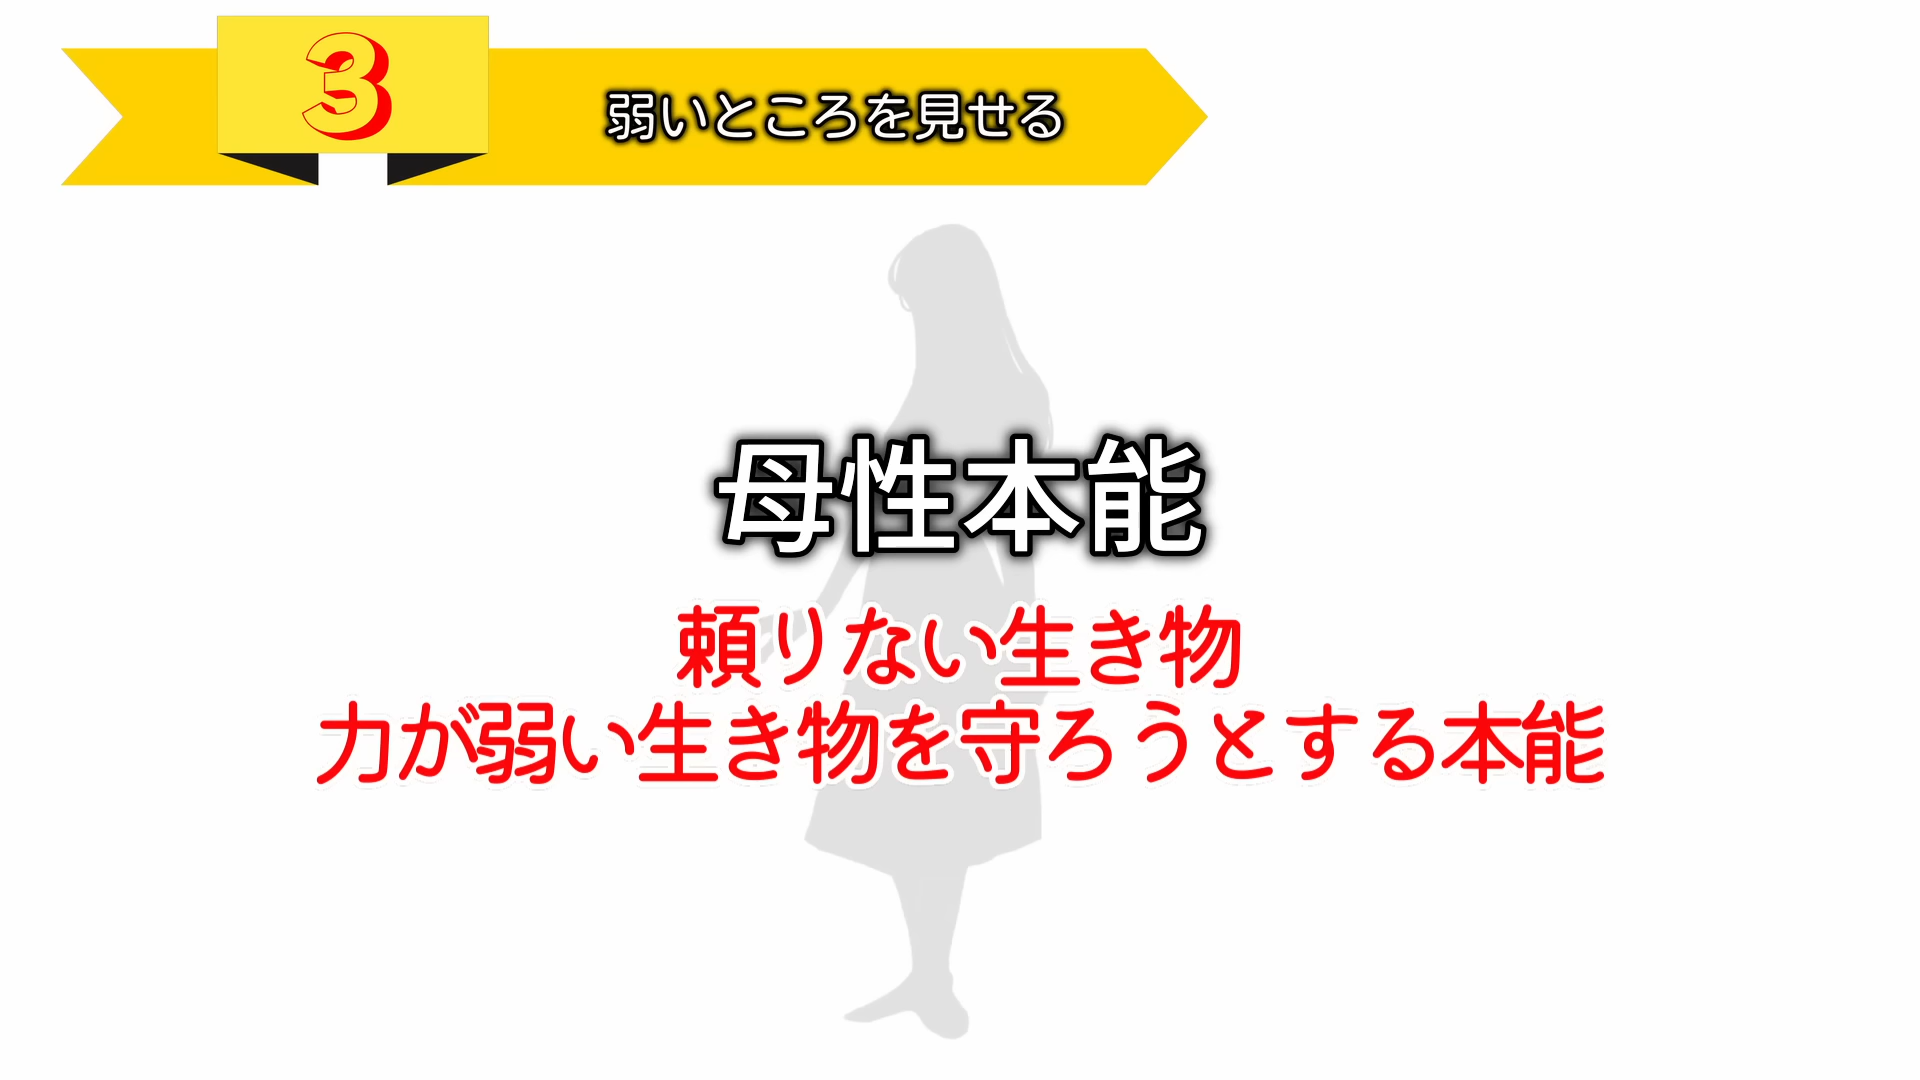 3
弱いところを見せる
母性本能
頼りない生き物
力が弱い生き物を守ろうとする本能